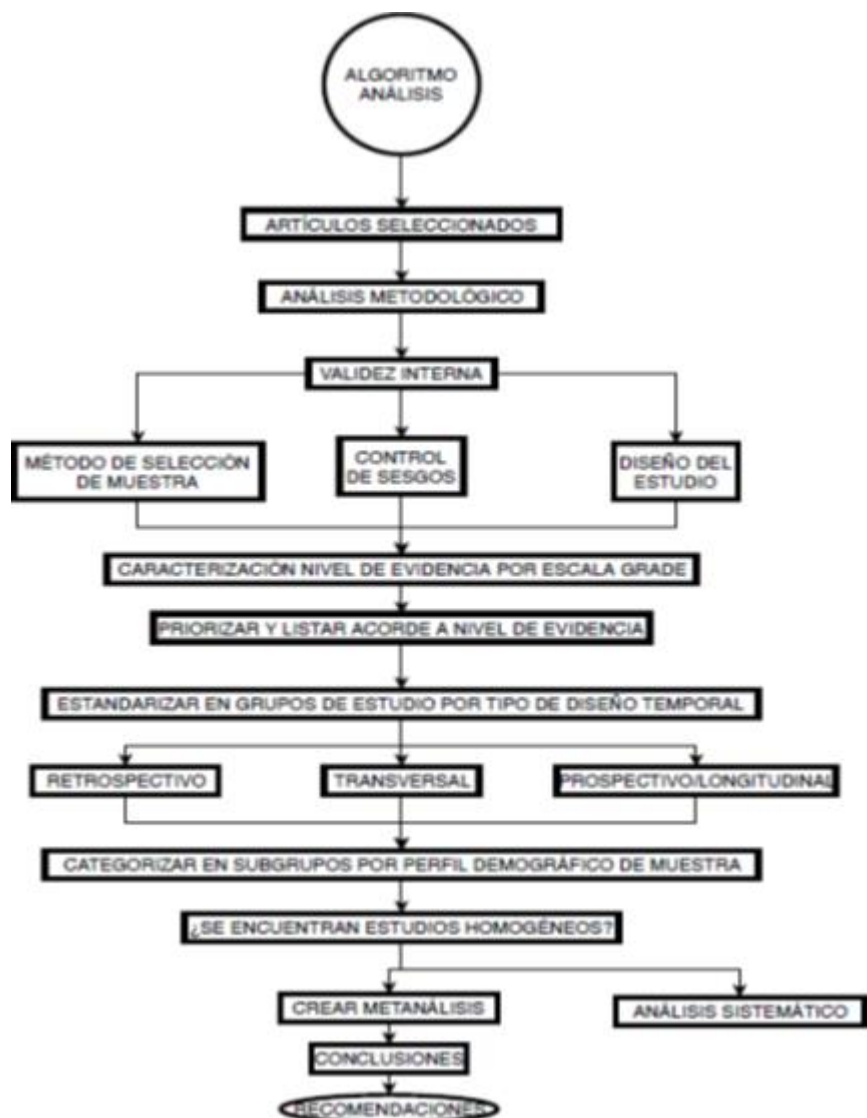 ALGORITMO
ANÁLISIS
ARTÍCULOS SELECCIONADOS
ANÁLISIS METODOLÓGICO
VALIDEZ INTERNA
MÉTODO DE SELECCIÓN
DE MUESTRA
CONTROL
DE SESGOS
DISEÑO DEL
ESTUDIO
CARACTERIZACIÓN NIVEL DE EVIDENCIA POR ESCALA GRADE
PRIORIZAR Y LISTAR ACORDE A NIVEL DE EVIDENCIA
ESTANDARIZAR EN GRUPOS DE ESTUDIO POR TIPO DE DISEÑO TEMPORAL
RETROSPECTIVO
TRANSVERSAL
PROSPECTIVO/LONGITUDINAL
CATEGORIZAR EN SUBGRUPOS POR PERFIL DEMOGRÁFICO DE MUESTRA
¿SE ENCUENTRAN ESTUDIOS HOMOGÉNEOS?
CREAR METANÁLISIS
ANÁLISIS SISTEMÁTICO
CONCLUSIONES
RECOMENDACIONES